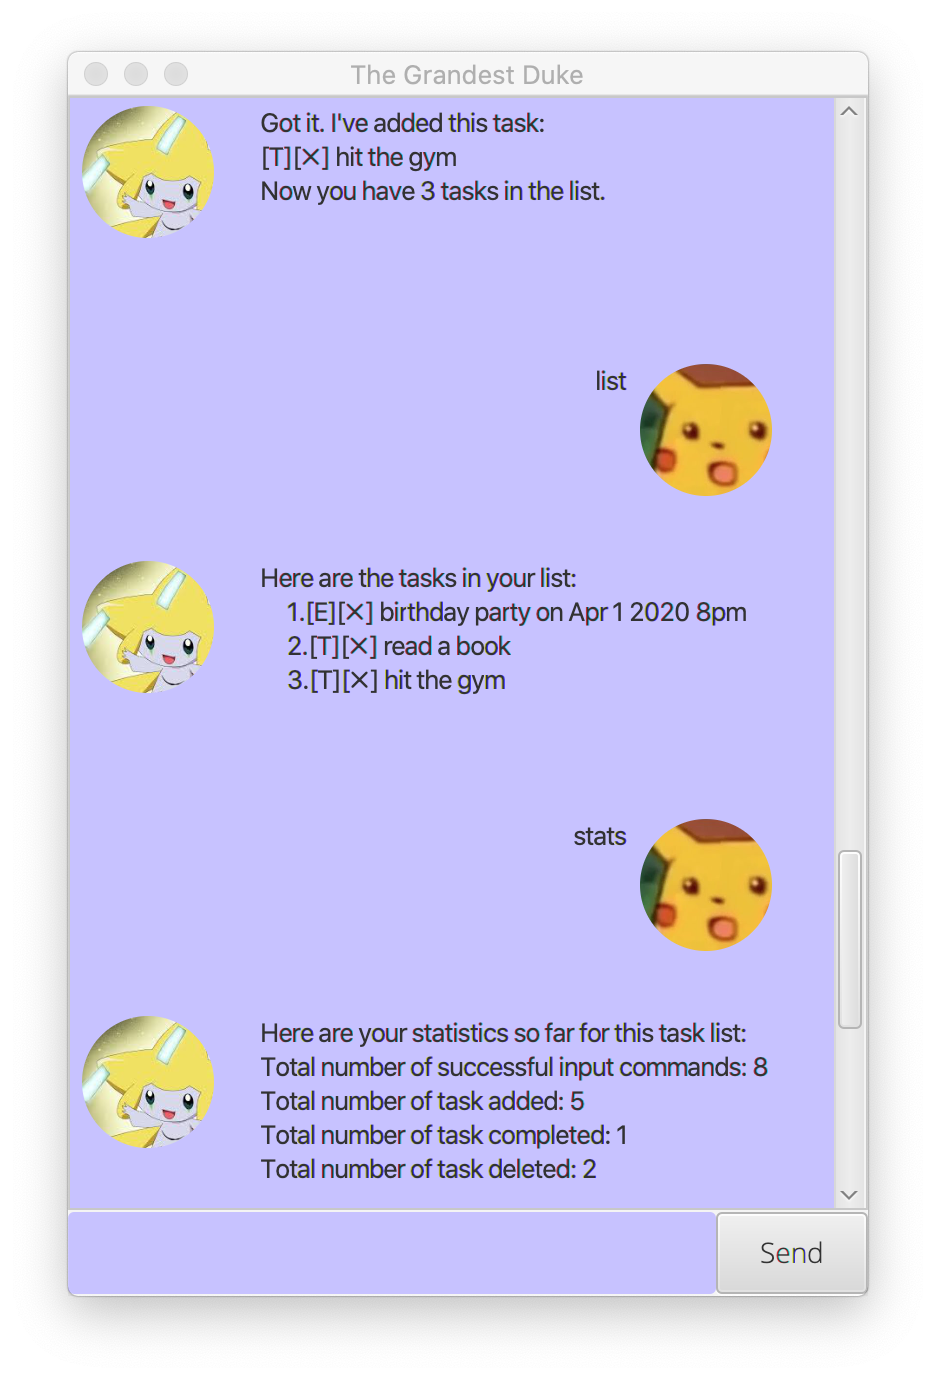 The Grandest Duke
Got it. I've added this task:
[T][✕] hit the gym
Now you have 3 tasks in the list.
list
Here are the tasks in your list:
1.[E][✕] birthday party on Apr 1 2020 8pm
2.[T][✕] read a book
3.[T][✕] hit the gym
stats
Here are your statistics so far for this task list:
Total number of successful input commands: 8
Total number of task added: 5
Total number of task completed: 1
Total number of task deleted: 2
Send